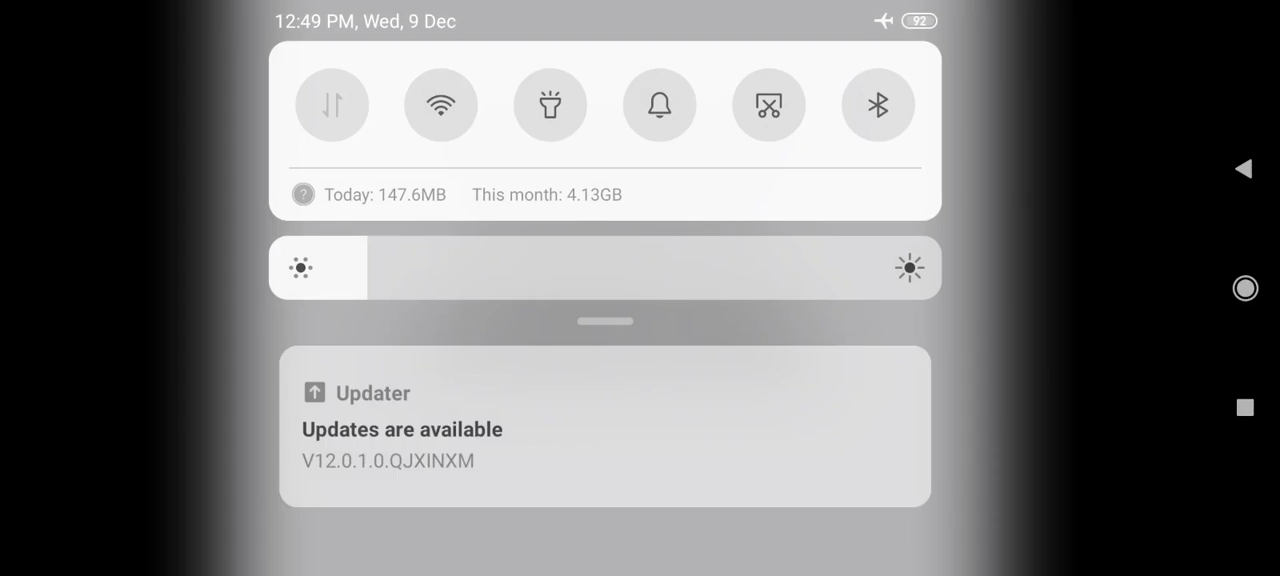 12:49 PM, Wed, 9 Dec
92
? Today: 147.6MB This month: 4.13GB
Updater
Updates are available
V12.0.1.0.QJXINXM